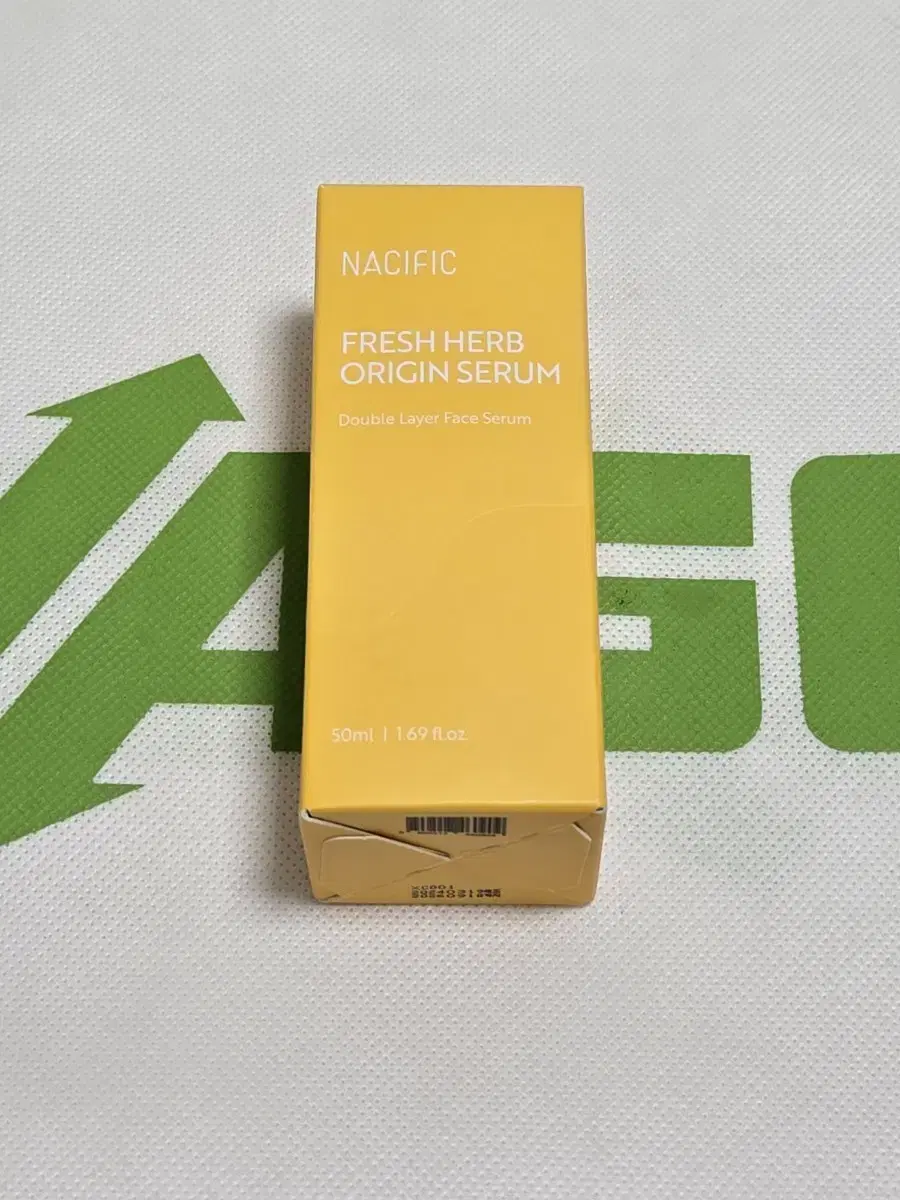 NACIFIC
FRESH HERB
ORIGIN SERUM
Double Layer Face Serum
50ml | 1.69 fl.oz.